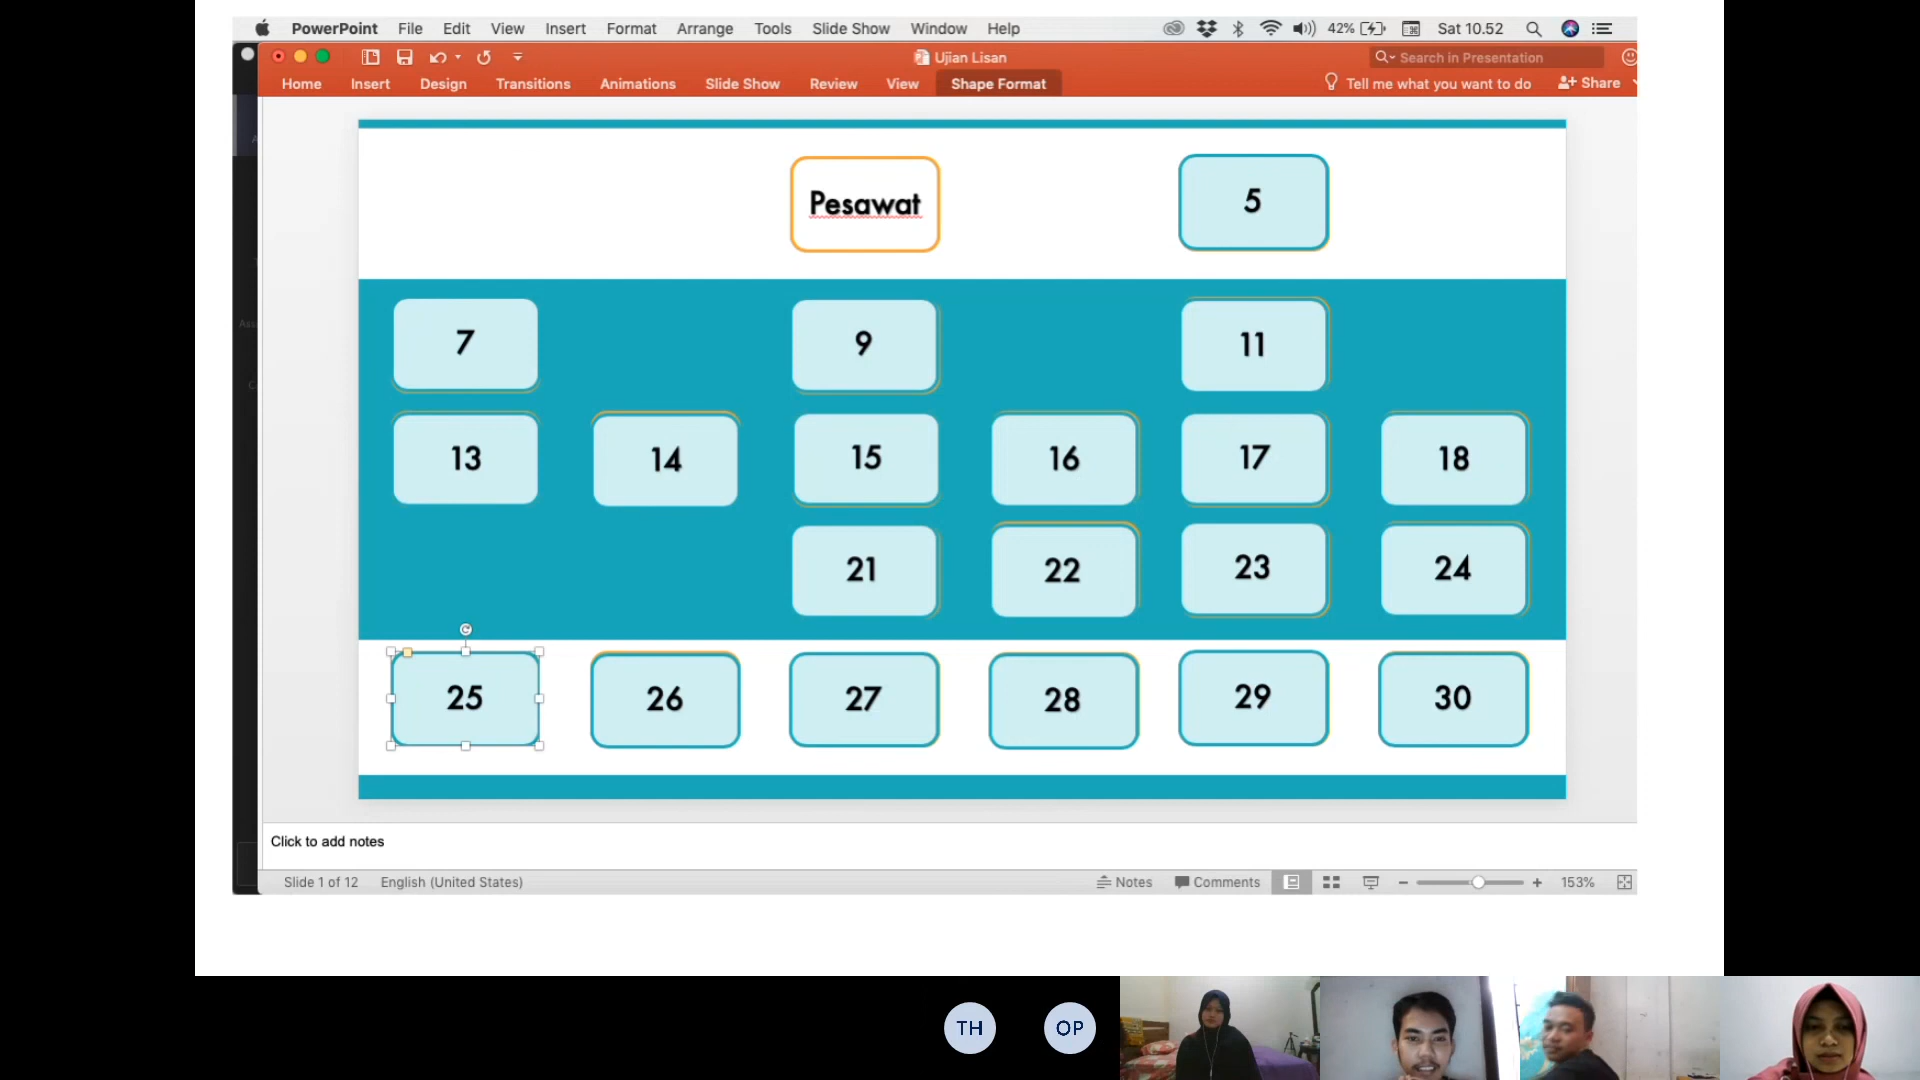 PowerPoint File Edit View Insert Format Arrange Tools Slide Show Window Help 42% Sat 10.52
Ujian Lisan Search in Presentation
Home Insert Design Transitions Animations Slide Show Review View Shape Format Tell me what you want to do Share
Pesawat 5
7 9 11
13 14 15 16 17 18
21 22 23 24
25 26 27 28 29 30
Click to add notes
Slide 1 of 12 English (United States) Notes Comments 153%
TH OP